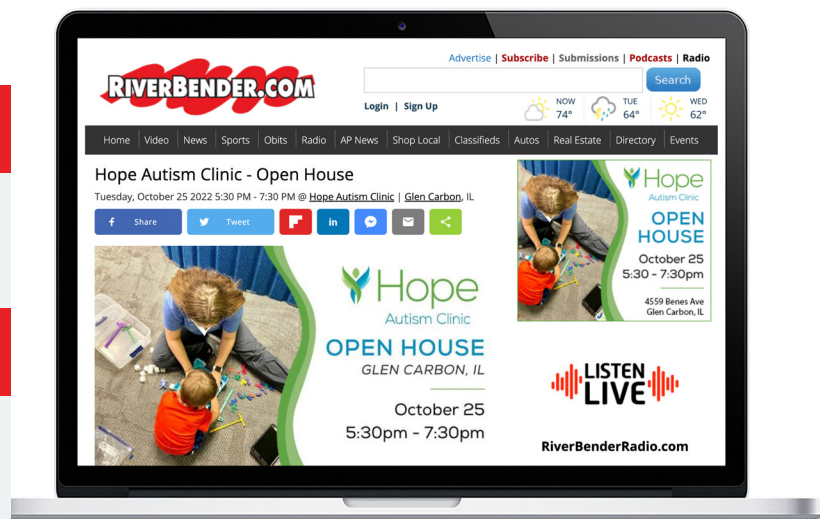 Advertise | Subscribe | Submissions | Podcasts | Radio
RIVERBENDER.COM
Search
Login | Sign Up
NOW
74°
TUE
64°
WED
62°
Home Video News Sports Obits Radio AP News Shop Local Classifieds Autos Real Estate Directory Events
Hope Autism Clinic - Open House
Tuesday, October 25 2022 5:30 PM - 7:30 PM @ Hope Autism Clinic | Glen Carbon, IL
f Share
Tweet
in
Hope
Autism Clinic
OPEN HOUSE
GLEN CARBON, IL
October 25
5:30pm - 7:30pm
Hope
Autism Clinic
OPEN
HOUSE
October 25
5:30 - 7:30pm
4559 Benes Ave
Glen Carbon, IL
LISTEN
LIVE
RiverBenderRadio.com